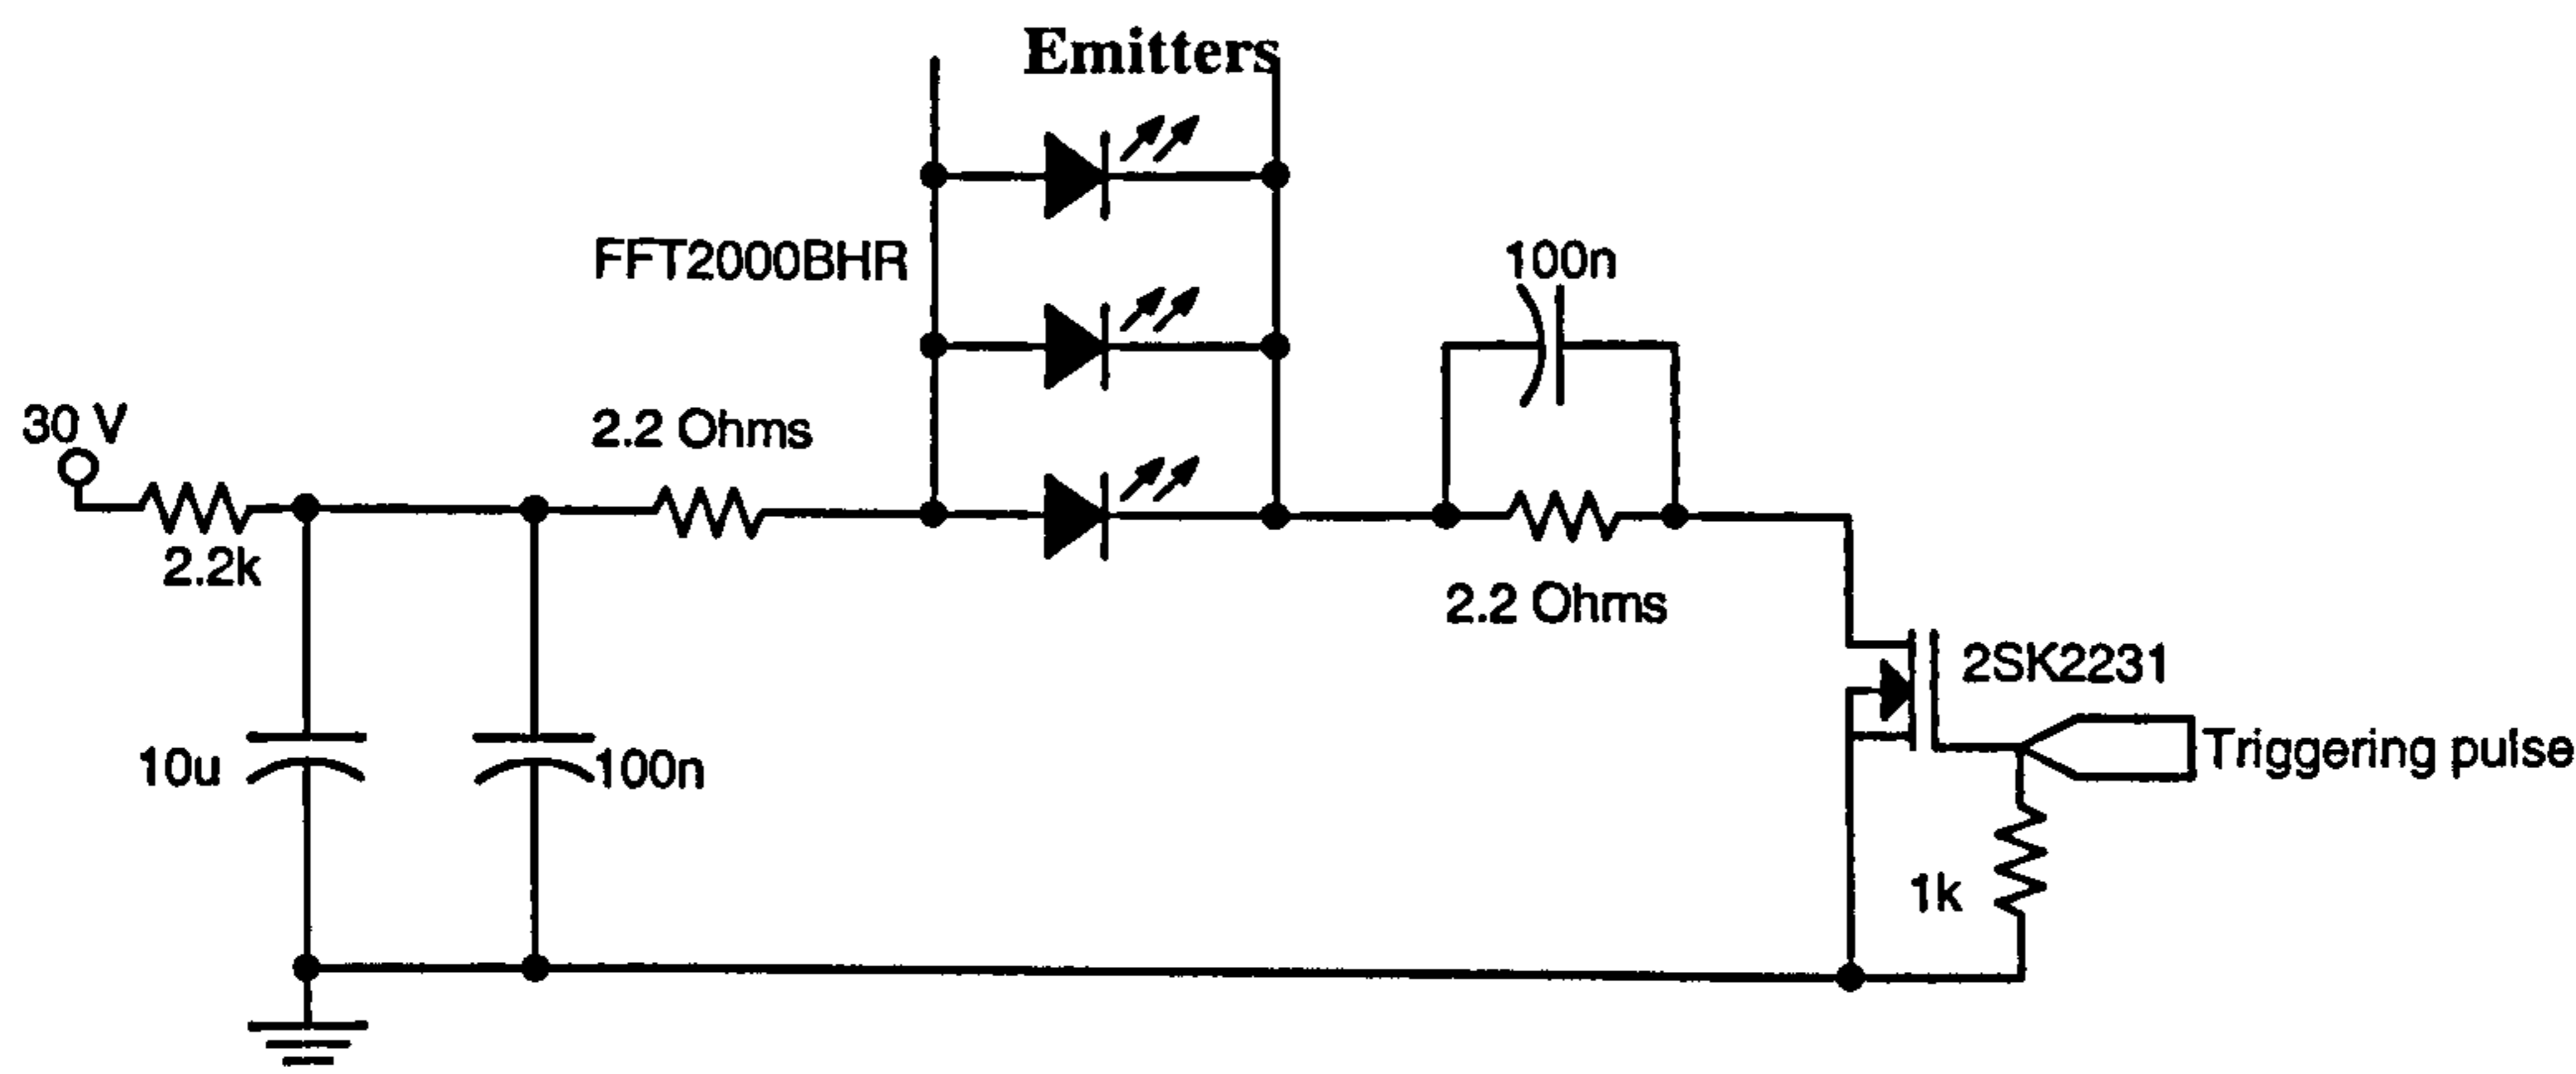 Emitters
FFT2000BHR
100n
30 V
2.2 Ohms
2.2k
2.2 Ohms
2SK2231
Triggering pulse
10u
100n
1k